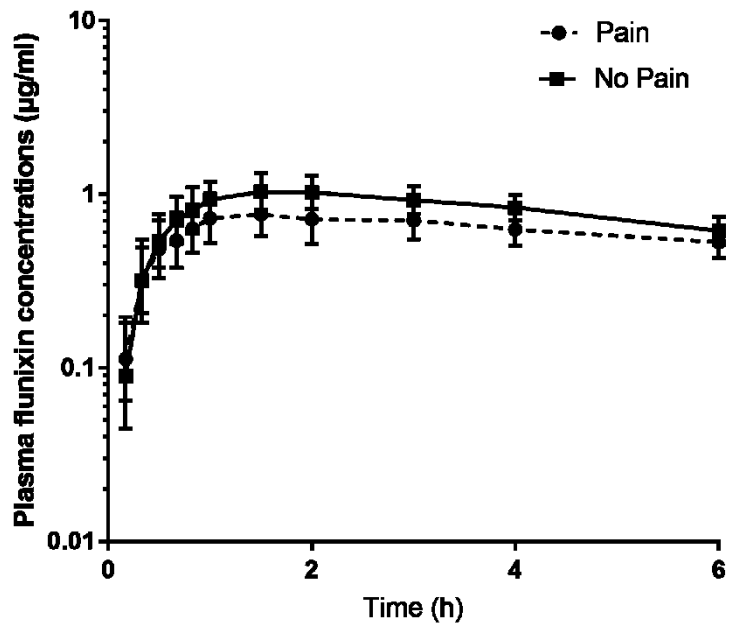 Plasma flunixin concentrations (µg/ml)
10
1
0.1
0.01
0
2
4
6
Time (h)
Pain
No Pain